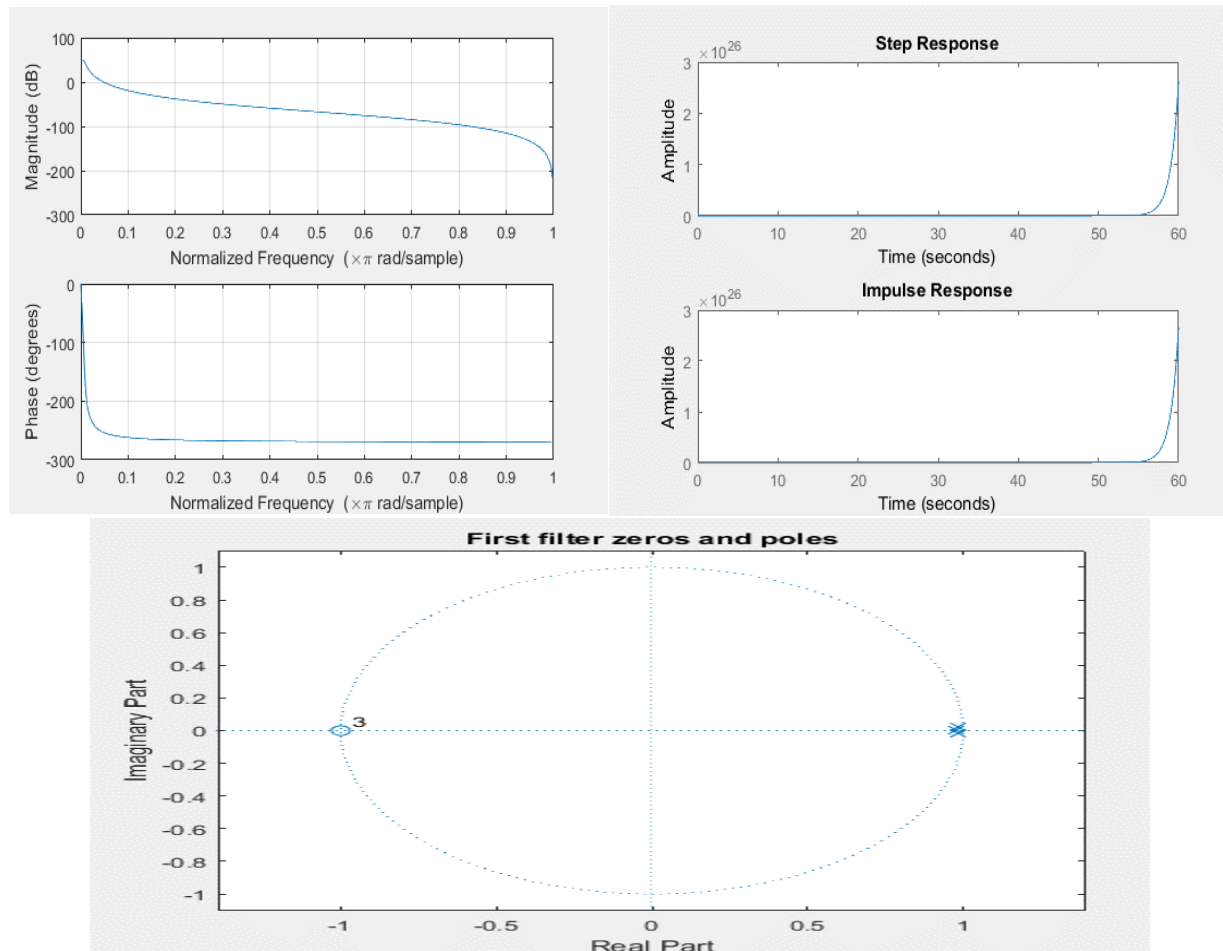 100
0
-100
-200
-300
Magnitude (dB)
0 0.1 0.2 0.3 0.4 0.5 0.6 0.7 0.8 0.9 1
Normalized Frequency (×π rad/sample)
0
-100
-200
-300
Phase (degrees)
0 0.1 0.2 0.3 0.4 0.5 0.6 0.7 0.8 0.9 1
Normalized Frequency (×π rad/sample)
Step Response
×10^26
3
2
1
0
Amplitude
0 10 20 30 40 50 60
Time (seconds)
Impulse Response
×10^26
3
2
1
0
Amplitude
0 10 20 30 40 50 60
Time (seconds)
First filter zeros and poles
1
0.8
0.6
0.4
0.2
0
-0.2
-0.4
-0.6
-0.8
-1
Imaginary Part
3
-1 -0.5 0 0.5 1
Real Part